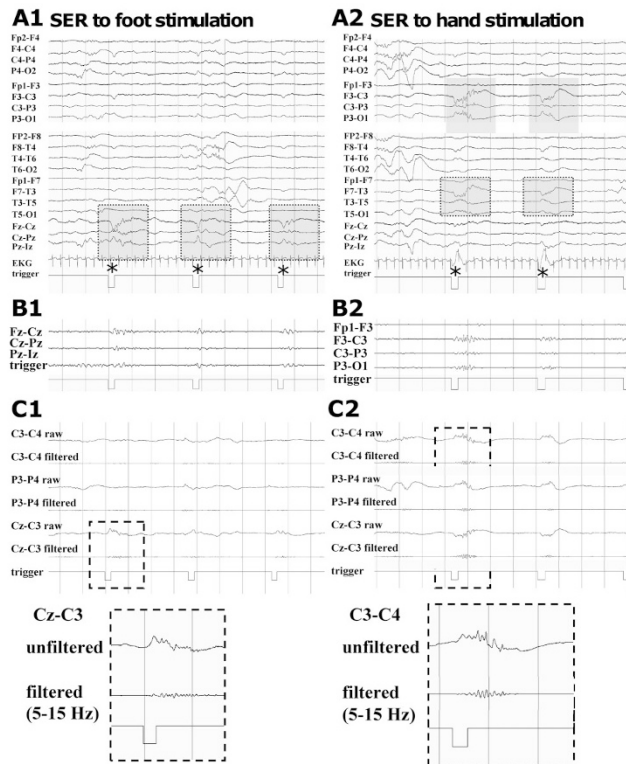 A1 SER to foot stimulation
Fp2-F4
F4-C4
C4-P4
P4-O2
Fp1-F3
F3-C3
C3-P3
P3-O1
FP2-F8
F8-T4
T4-T6
T6-O2
Fp1-F7
F7-T3
T3-T5
T5-O1
Fz-Cz
Cz-Pz
Pz-Iz
EKG
trigger
* * *
A2 SER to hand stimulation
Fp2-F4
F4-C4
C4-P4
P4-O2
Fp1-F3
F3-C3
C3-P3
P3-O1
FP2-F8
F8-T4
T4-T6
T6-O2
Fp1-F7
F7-T3
T3-T5
T5-O1
Fz-Cz
Cz-Pz
Pz-Iz
EKG
trigger
* *
B1
Fz-Cz
Cz-Pz
Pz-Iz
trigger
B2
Fp1-F3
F3-C3
C3-P3
P3-O1
trigger
C1
C3-C4 raw
C3-C4 filtered
P3-P4 raw
P3-P4 filtered
Cz-C3 raw
Cz-C3 filtered
trigger
Cz-C3
unfiltered
filtered
(5-15 Hz)
C2
C3-C4 raw
C3-C4 filtered
P3-P4 raw
P3-P4 filtered
Cz-C3 raw
Cz-C3 filtered
trigger
C3-C4
unfiltered
filtered
(5-15 Hz)